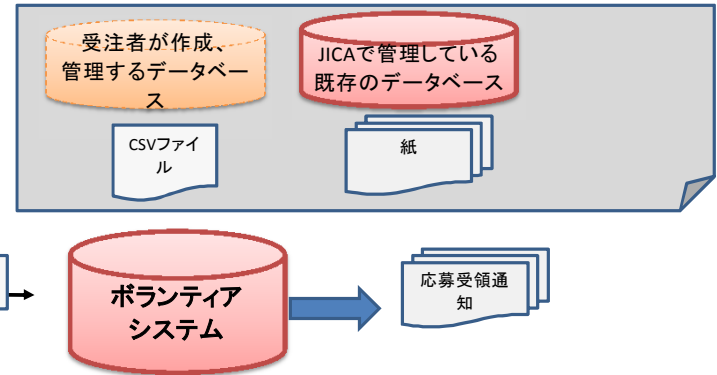 受注者が作成、
管理するデータベー
ス
JICAで管理している
既存のデータベース
CSVファイ
ル
紙
ボランティア
システム
応募受領通
知